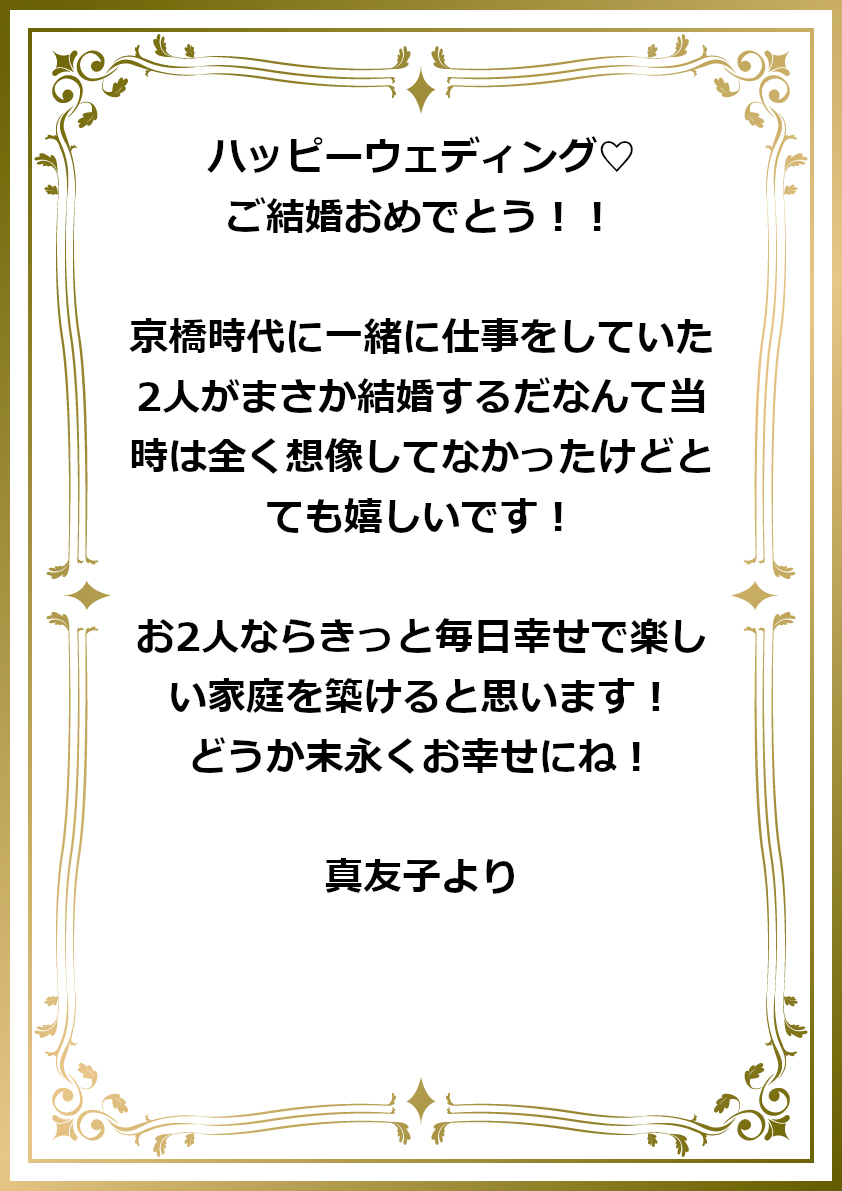 ハッピーウェディング♡
ご結婚おめでとう！！
京橋時代に一緒に仕事をしていた
2人がまさか結婚するだなんて当
時は全く想像してなかったけどと
ても嬉しいです！
お2人ならきっと毎日幸せで楽し
い家庭を築けると思います！
どうか末永くお幸せにね！
真友子より